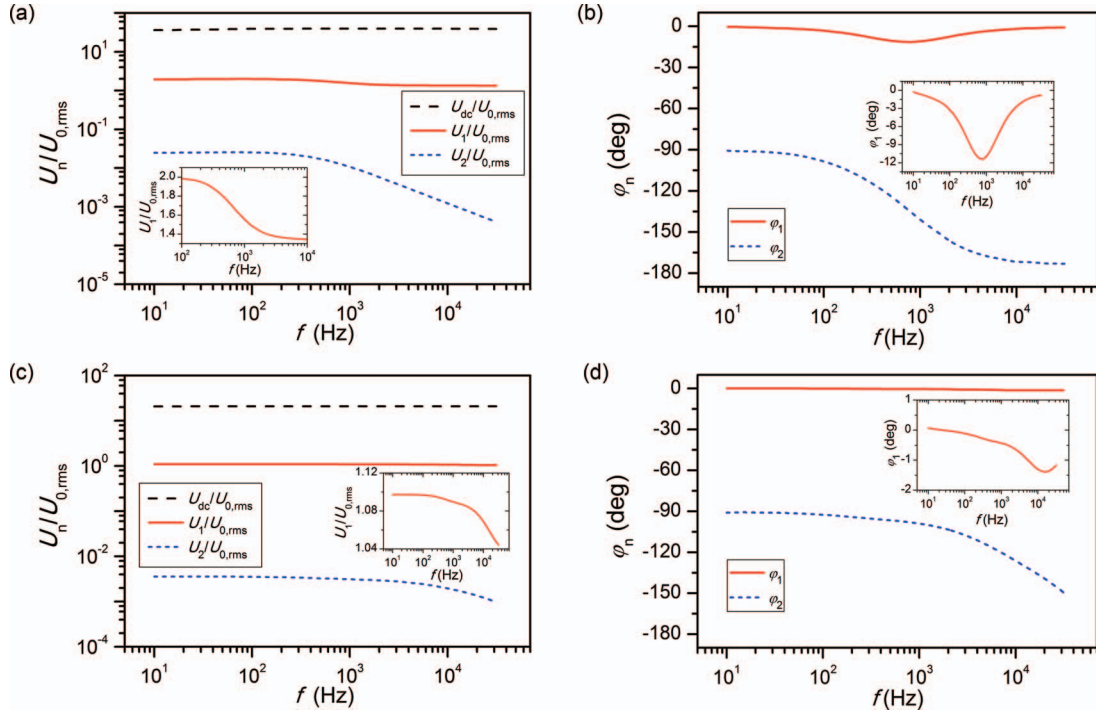 (a)
10^1
10^-1
10^-3
10^-5
U_n/U_0,rms
U_dc/U_0,rms
U_1/U_0,rms
U_2/U_0,rms
2.0
1.8
1.6
1.4
U_1/U_0,rms
10^2 10^3 10^4
f (Hz)
10^1 10^2 10^3 10^4
f (Hz)
(b)
0
-30
-60
-90
-120
-150
-180
φ_n (deg)
0
-3
-6
-9
-12
φ_1 (deg)
10^1 10^2 10^3 10^4
f (Hz)
φ_1
φ_2
10^1 10^2 10^3 10^4
f (Hz)
(c)
10^2
10^0
10^-2
10^-4
U_n/U_0,rms
U_dc/U_0,rms
U_1/U_0,rms
U_2/U_0,rms
1.12
1.08
1.04
U_1/U_0,rms
10^1 10^2 10^3 10^4
f (Hz)
10^1 10^2 10^3 10^4
f (Hz)
(d)
0
-30
-60
-90
-120
-150
-180
φ_n (deg)
1
0
-1
-2
φ_1 (deg)
10^1 10^2 10^3 10^4
f (Hz)
φ_1
φ_2
10^1 10^2 10^3 10^4
f (Hz)